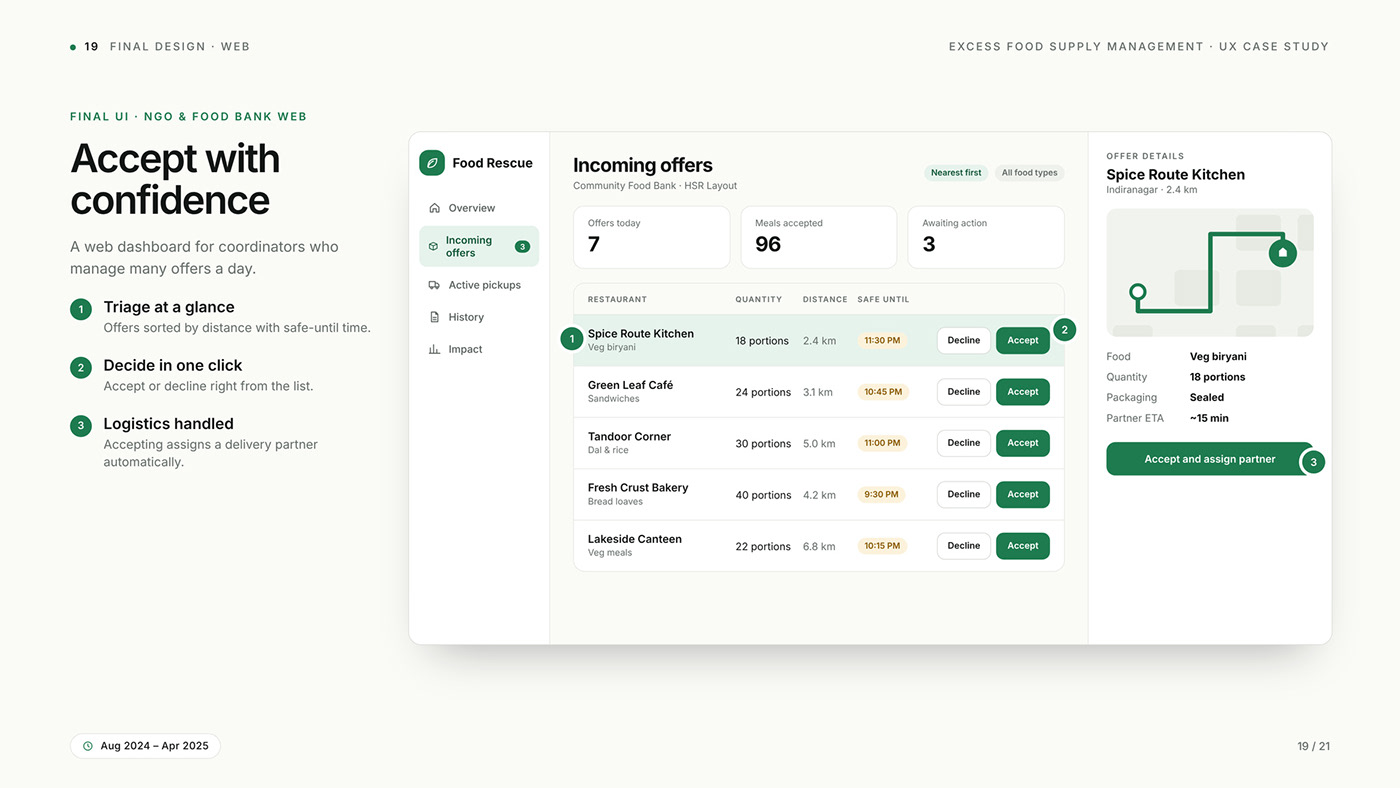 19 FINAL DESIGN · WEB
EXCESS FOOD SUPPLY MANAGEMENT · UX CASE STUDY
FINAL UI · NGO & FOOD BANK WEB
Accept with
confidence
A web dashboard for coordinators who
manage many offers a day.
1 Triage at a glance
Offers sorted by distance with safe-until time.
2 Decide in one click
Accept or decline right from the list.
3 Logistics handled
Accepting assigns a delivery partner
automatically.
Food Rescue
Overview
Incoming
offers
3
Active pickups
History
Impact
Incoming offers
Community Food Bank · HSR Layout
Nearest first
All food types
Offers today
7
Meals accepted
96
Awaiting action
3
RESTAURANT QUANTITY DISTANCE SAFE UNTIL
1
Spice Route Kitchen
Veg biryani
18 portions 2.4 km 11:30 PM Decline Accept
2
Green Leaf Café
Sandwiches
24 portions 3.1 km 10:45 PM Decline Accept
Tandoor Corner
Dal & rice
30 portions 5.0 km 11:00 PM Decline Accept
Fresh Crust Bakery
Bread loaves
40 portions 4.2 km 9:30 PM Decline Accept
Lakeside Canteen
Veg meals
22 portions 6.8 km 10:15 PM Decline Accept
OFFER DETAILS
Spice Route Kitchen
Indiranagar · 2.4 km
Food Veg biryani
Quantity 18 portions
Packaging Sealed
Partner ETA ~15 min
Accept and assign partner
3
Aug 2024 – Apr 2025
19 / 21